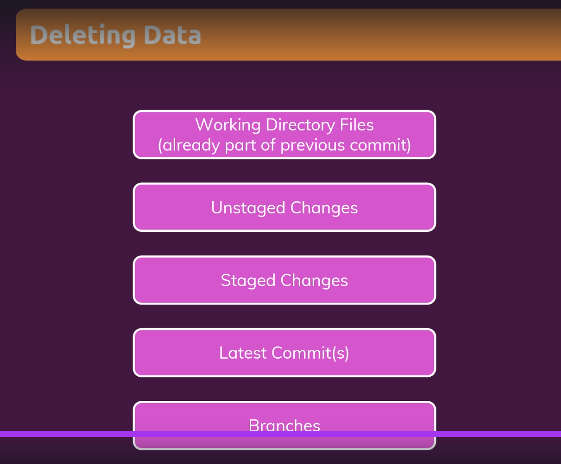 Deleting Data
Working Directory Files
(already part of previous commit)
Unstaged Changes
Staged Changes
Latest Commit(s)
Branches